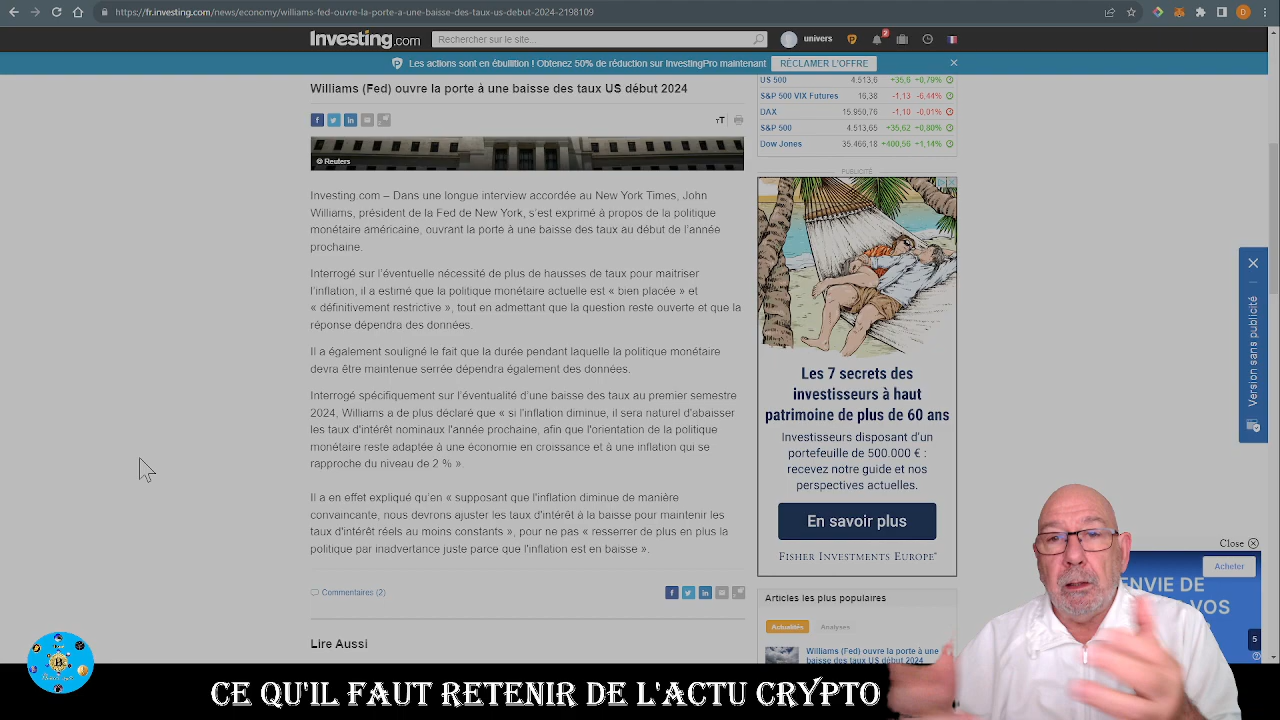 https://fr.investing.com/news/economy/williams-fed-ouvre-la-porte-a-une-baisse-des-taux-us-debut-2024-2198109
D
Investing.com
Rechercher sur le site...
univers
2
Les actions sont en ébullition ! Obtenez 50% de réduction sur InvestingPro maintenant
RÉCLAMER L'OFFRE
Williams (Fed) ouvre la porte à une baisse des taux US début 2024
© Reuters
Investing.com – Dans une longue interview accordée au New York Times, John
Williams, président de la Fed de New York, s'est exprimé à propos de la politique
monétaire américaine, ouvrant la porte à une baisse des taux au début de l'année
prochaine.
Interrogé sur l'éventuelle nécessité de plus de hausses de taux pour maitriser
l'inflation, il a estimé que la politique monétaire actuelle est « bien placée » et
« définitivement restrictive », tout en admettant que la question reste ouverte et que la
réponse dépendra des données.
Il a également souligné le fait que la durée pendant laquelle la politique monétaire
devra être maintenue serrée dépendra également des données.
Interrogé spécifiquement sur l'éventualité d'une baisse des taux au premier semestre
2024, Williams a de plus déclaré que « si l'inflation diminue, il sera naturel d'abaisser
les taux d'intérêt nominaux l'année prochaine, afin que l'orientation de la politique
monétaire reste adaptée à une économie en croissance et à une inflation qui se
rapproche du niveau de 2 % ».
Il a en effet expliqué qu'en « supposant que l'inflation diminue de manière
convaincante, nous devrons ajuster les taux d'intérêt à la baisse pour maintenir les
taux d'intérêt réels au moins constants », pour ne pas « resserrer de plus en plus la
politique par inadvertance juste parce que l'inflation est en baisse ».
Commentaires (2)
Lire Aussi
US 500 4.513,6 +35,6 +0,79%
S&P 500 VIX Futures 16,38 -1,13 -6,44%
DAX 15.950,76 -1,10 -0,01%
S&P 500 4.513,65 +35,62 +0,80%
Dow Jones 35.466,18 +400,56 +1,14%
PUBLICITÉ
Les 7 secrets des
investisseurs à haut
patrimoine de plus de 60 ans
Investisseurs disposant d'un
portefeuille de 500.000 € :
recevez notre guide et nos
perspectives actuelles.
En savoir plus
FISHER INVESTMENTS EUROPE
Articles les plus populaires
Actualités
Analyses
Williams (Fed) ouvre la porte à une
baisse des taux US début 2024
Version sans publicité
Close
Acheter
ENVIE DE
VOS
5
CE QU'IL FAUT RETENIR DE L'ACTU CRYPTO